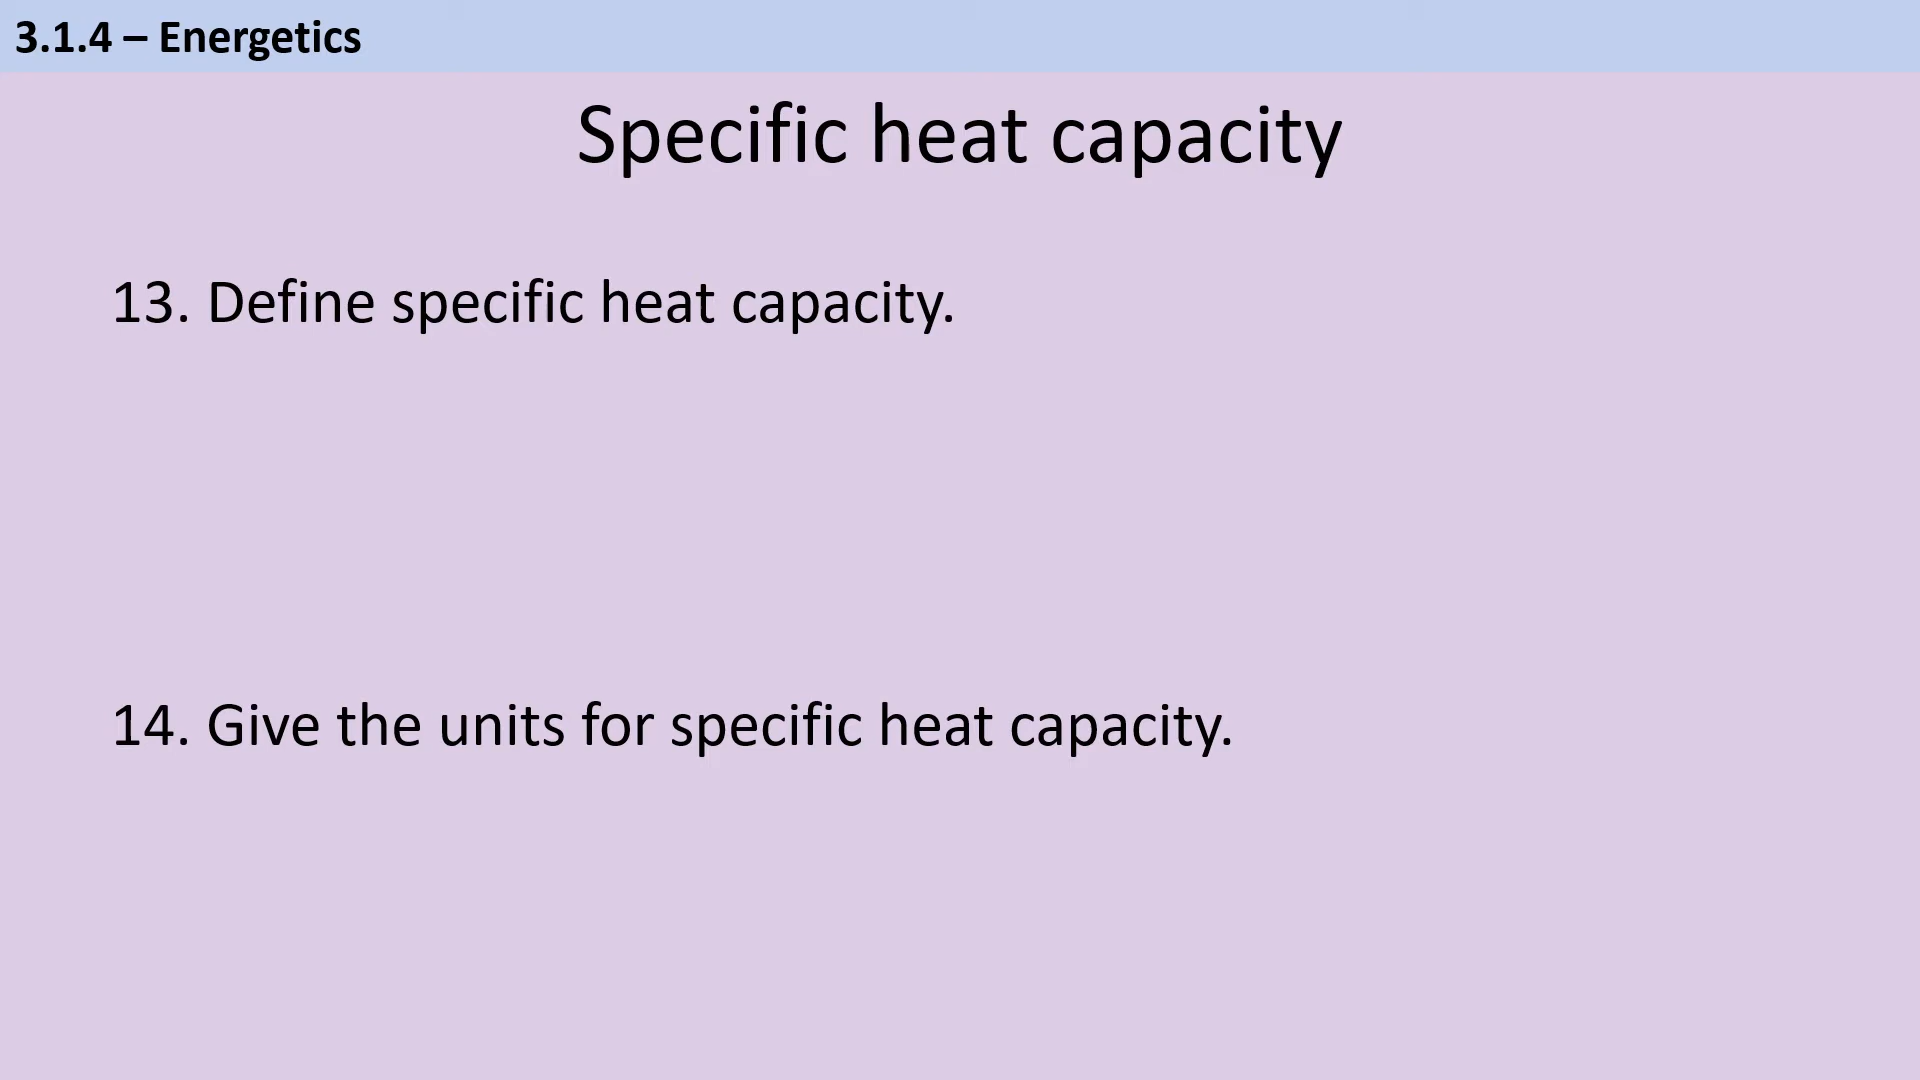 3.1.4 – Energetics
Specific heat capacity
13. Define specific heat capacity.
14. Give the units for specific heat capacity.